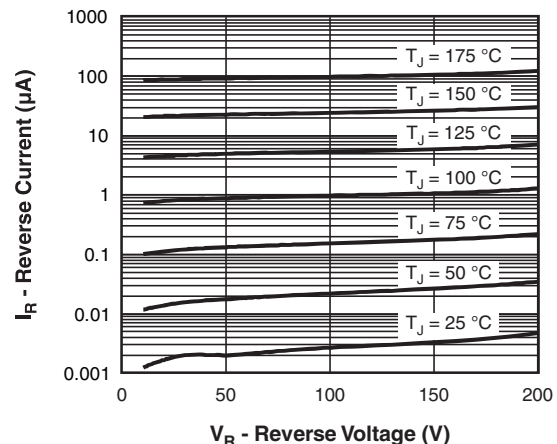 1000
100
10
1
0.1
0.01
0.001
I_R - Reverse Current (µA)
T_J = 175 °C
T_J = 150 °C
T_J = 125 °C
T_J = 100 °C
T_J = 75 °C
T_J = 50 °C
T_J = 25 °C
0 50 100 150 200
V_R - Reverse Voltage (V)